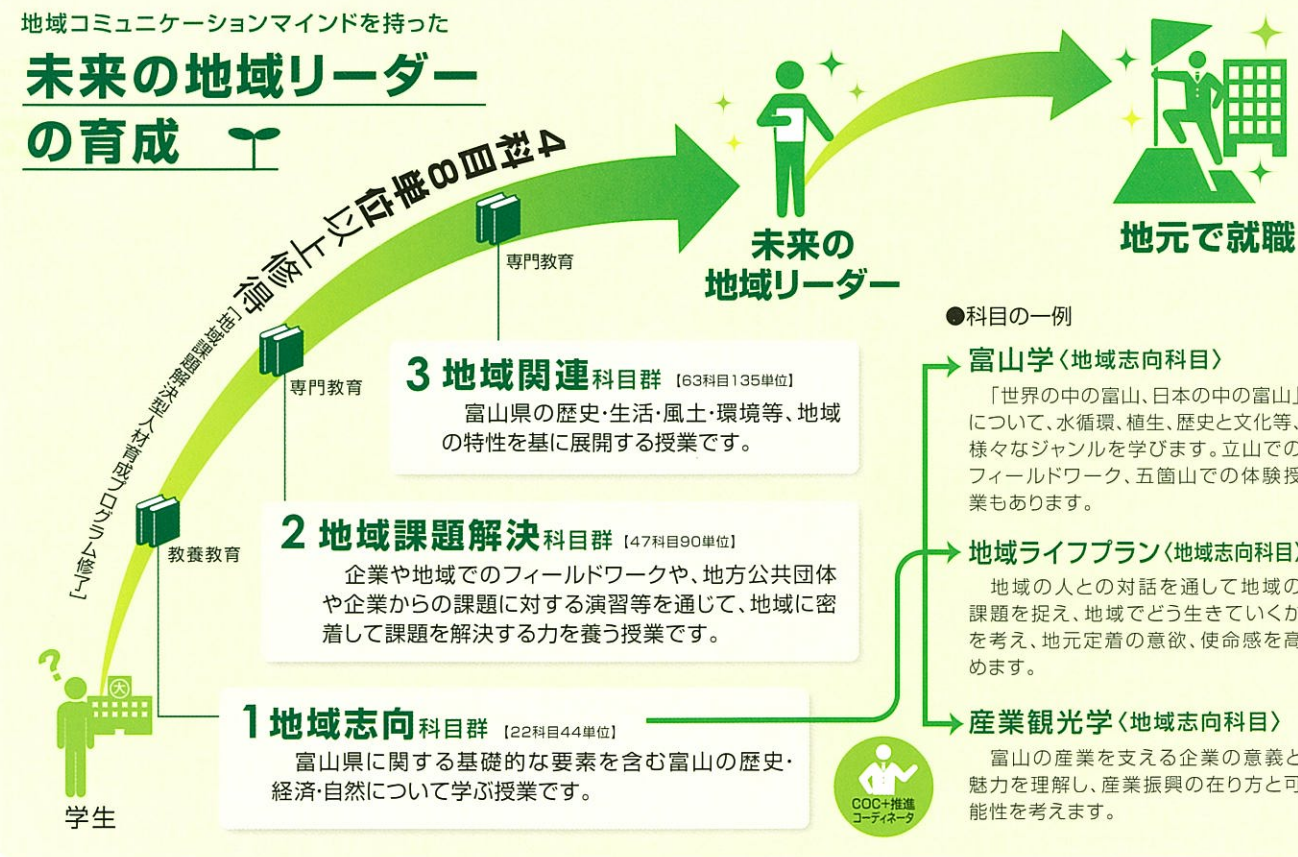 地域コミュニケーションマインドを持った
未来の地域リーダー
の育成
4科目8単位以上修得
「地域課題解決型人材育成プログラム修了」
未来の
地域リーダー
地元で就職
専門教育
専門教育
教養教育
大
学生
3 地域関連科目群【63科目135単位】
富山県の歴史・生活・風土・環境等、地域
の特性を基に展開する授業です。
2 地域課題解決科目群【47科目90単位】
企業や地域でのフィールドワークや、地方公共団体
や企業からの課題に対する演習等を通じて、地域に密
着して課題を解決する力を養う授業です。
1 地域志向科目群【22科目44単位】
富山県に関する基礎的な要素を含む富山の歴史・
経済・自然について学ぶ授業です。
COC+推進
コーディネータ
●科目の一例
富山学〈地域志向科目〉
「世界の中の富山、日本の中の富山」
について、水循環、植生、歴史と文化等、
様々なジャンルを学びます。立山での
フィールドワーク、五箇山での体験授
業もあります。
地域ライフプラン〈地域志向科目〉
地域の人との対話を通して地域の
課題を捉え、地域でどう生きていくか
を考え、地元定着の意欲、使命感を高
めます。
産業観光学〈地域志向科目〉
富山の産業を支える企業の意義と
魅力を理解し、産業振興の在り方と可
能性を考えます。